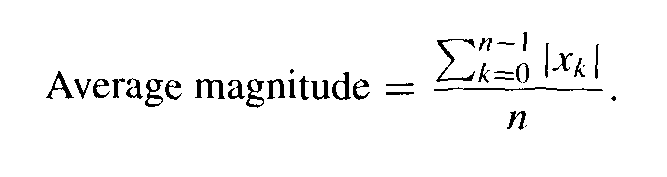 Average magnitude = \frac{\sum_{k=0}^{n-1} |x_k|}{n}.